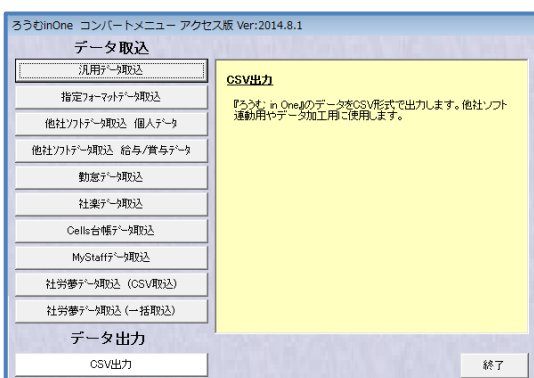 ろうむinOne コンバートメニュー アクセス版 Ver:2014.8.1
データ取込
汎用ﾃﾞｰﾀ取込
指定ﾌｫｰﾏｯﾄﾃﾞｰﾀ取込
他社ｿﾌﾄﾃﾞｰﾀ取込 個人ﾃﾞｰﾀ
他社ｿﾌﾄﾃﾞｰﾀ取込 給与/賞与ﾃﾞｰﾀ
勤怠ﾃﾞｰﾀ取込
社楽ﾃﾞｰﾀ取込
Cells台帳ﾃﾞｰﾀ取込
MyStaffﾃﾞｰﾀ取込
社労夢ﾃﾞｰﾀ取込 (CSV取込)
社労夢ﾃﾞｰﾀ取込 (一括取込)
データ出力
CSV出力
CSV出力
『ろうむ in One』のデータをCSV形式で出力します。他社ソフト
連動用やデータ加工用に使用します。
終了